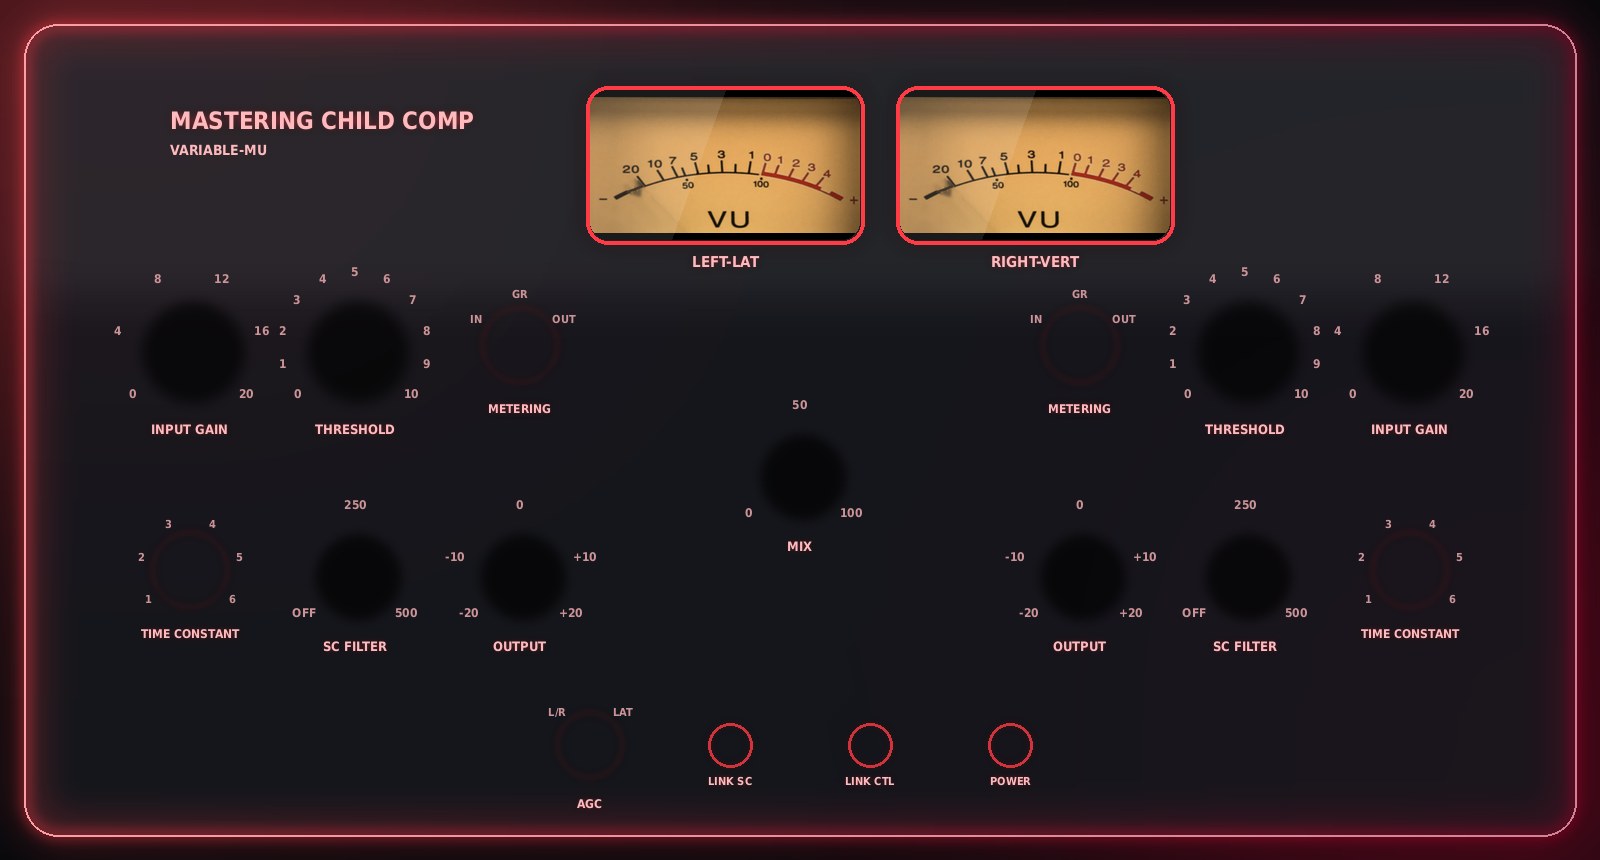 MASTERING CHILD COMP
VARIABLE-MU
20 10 7 5 3 1 0 1 2 3 4
- 50 100 +
VU
LEFT-LAT
20 10 7 5 3 1 0 1 2 3 4
- 50 100 +
VU
RIGHT-VERT
0 4 8 12 16 20
INPUT GAIN
0 1 2 3 4 5 6 7 8 9 10
THRESHOLD
IN GR OUT
METERING
IN GR OUT
METERING
0 1 2 3 4 5 6 7 8 9 10
THRESHOLD
0 4 8 12 16 20
INPUT GAIN
0 50 100
MIX
1 2 3 4 5 6
TIME CONSTANT
OFF 250 500
SC FILTER
-20 -10 0 +10 +20
OUTPUT
-20 -10 0 +10 +20
OUTPUT
OFF 250 500
SC FILTER
1 2 3 4 5 6
TIME CONSTANT
L/R LAT
AGC
LINK SC
LINK CTL
POWER